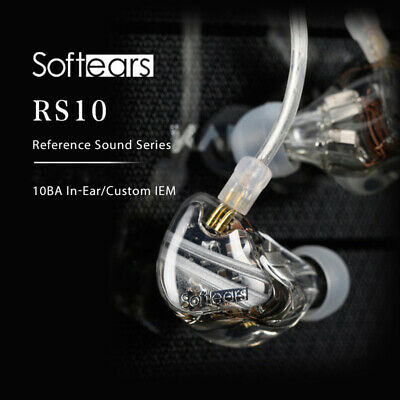 Softears
RS10
Reference Sound Series
10BA In-Ear/Custom IEM
Softears